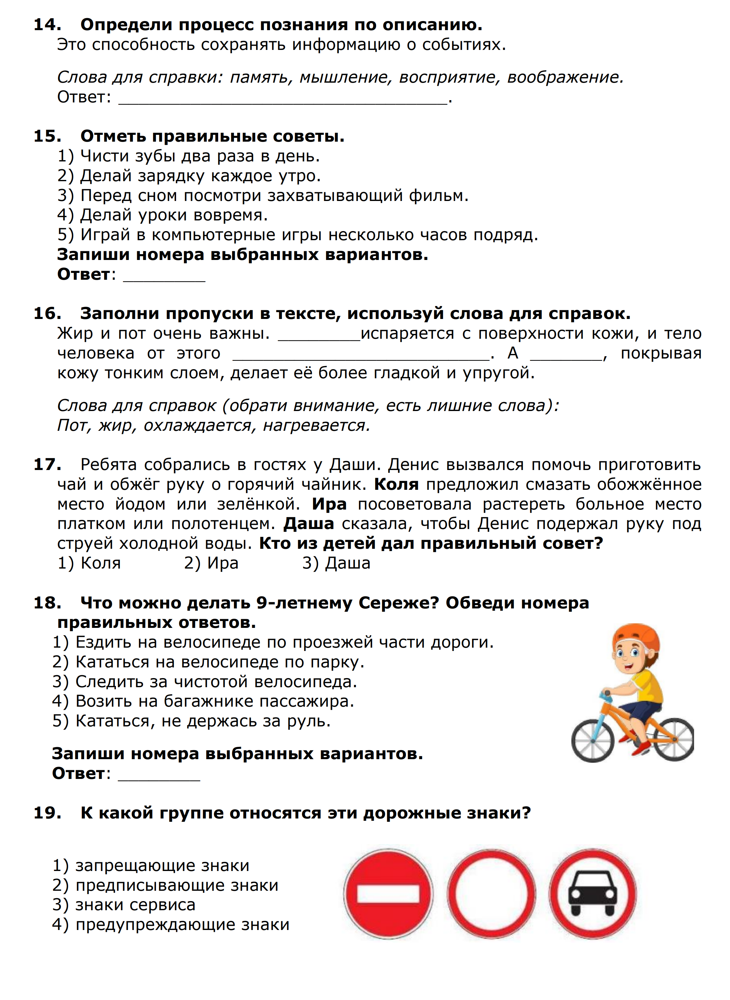 14. Определи процесс познания по описанию.
Это способность сохранять информацию о событиях.
Слова для справки: память, мышление, восприятие, воображение.
Ответ: ________________________________.
15. Отметь правильные советы.
1) Чисти зубы два раза в день.
2) Делай зарядку каждое утро.
3) Перед сном посмотри захватывающий фильм.
4) Делай уроки вовремя.
5) Играй в компьютерные игры несколько часов подряд.
Запиши номера выбранных вариантов.
Ответ: ________
16. Заполни пропуски в тексте, используй слова для справок.
Жир и пот очень важны. ________испаряется с поверхности кожи, и тело
человека от этого _________________________. А _______, покрывая
кожу тонким слоем, делает её более гладкой и упругой.
Слова для справок (обрати внимание, есть лишние слова):
Пот, жир, охлаждается, нагревается.
17. Ребята собрались в гостях у Даши. Денис вызвался помочь приготовить
чай и обжёг руку о горячий чайник. Коля предложил смазать обожжённое
место йодом или зелёнкой. Ира посоветовала растереть больное место
платком или полотенцем. Даша сказала, чтобы Денис подержал руку под
струей холодной воды. Кто из детей дал правильный совет?
1) Коля 2) Ира 3) Даша
18. Что можно делать 9-летнему Сереже? Обведи номера
правильных ответов.
1) Ездить на велосипеде по проезжей части дороги.
2) Кататься на велосипеде по парку.
3) Следить за чистотой велосипеда.
4) Возить на багажнике пассажира.
5) Кататься, не держась за руль.
Запиши номера выбранных вариантов.
Ответ: ________
19. К какой группе относятся эти дорожные знаки?
1) запрещающие знаки
2) предписывающие знаки
3) знаки сервиса
4) предупреждающие знаки